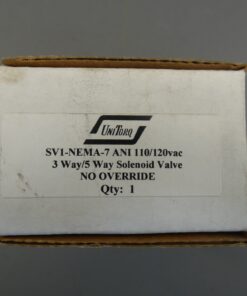 UNITORQ
SV1-NEMA-7 ANI 110/120vac
3 Way/5 Way Solenoid Valve
NO OVERRIDE
Qty: 1